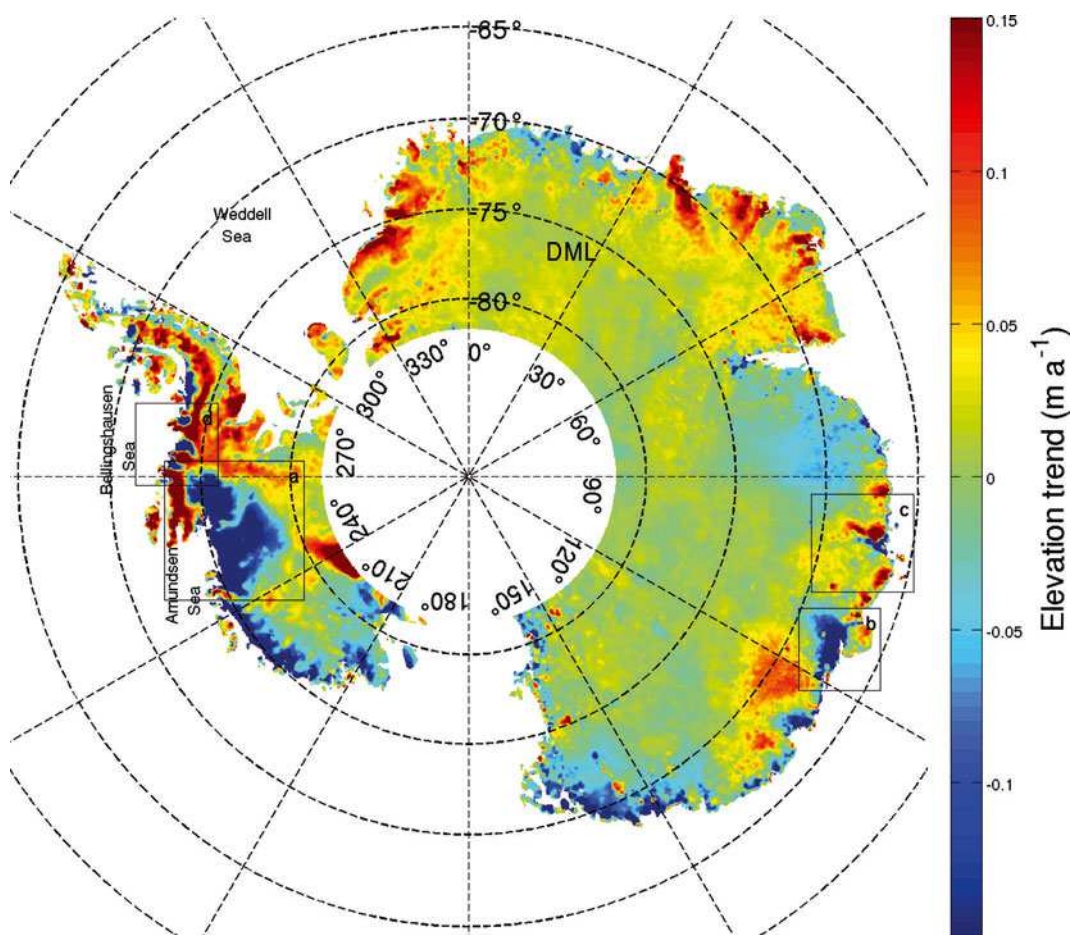 -65°
-70°
-75°
-80°
Weddell
Sea
DML
0°
30°
60°
90°
120°
150°
180°
210°
240°
270°
300°
330°
Bellingshausen
Sea
Amundsen
Sea
d
a
c
b
0.15
0.1
0.05
0
-0.05
-0.1
Elevation trend (m a⁻¹)